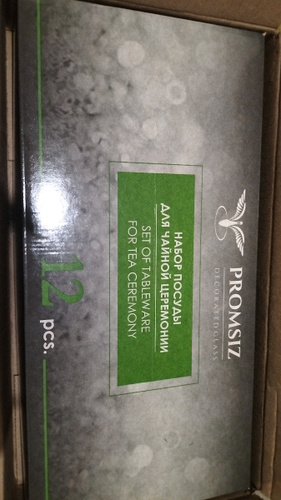 PROMSIZ
DECORATED GLASS
НАБОР ПОСУДЫ
ДЛЯ ЧАЙНОЙ ЦЕРЕМОНИИ
SET OF TABLEWARE
FOR TEA CEREMONY
12
pcs.